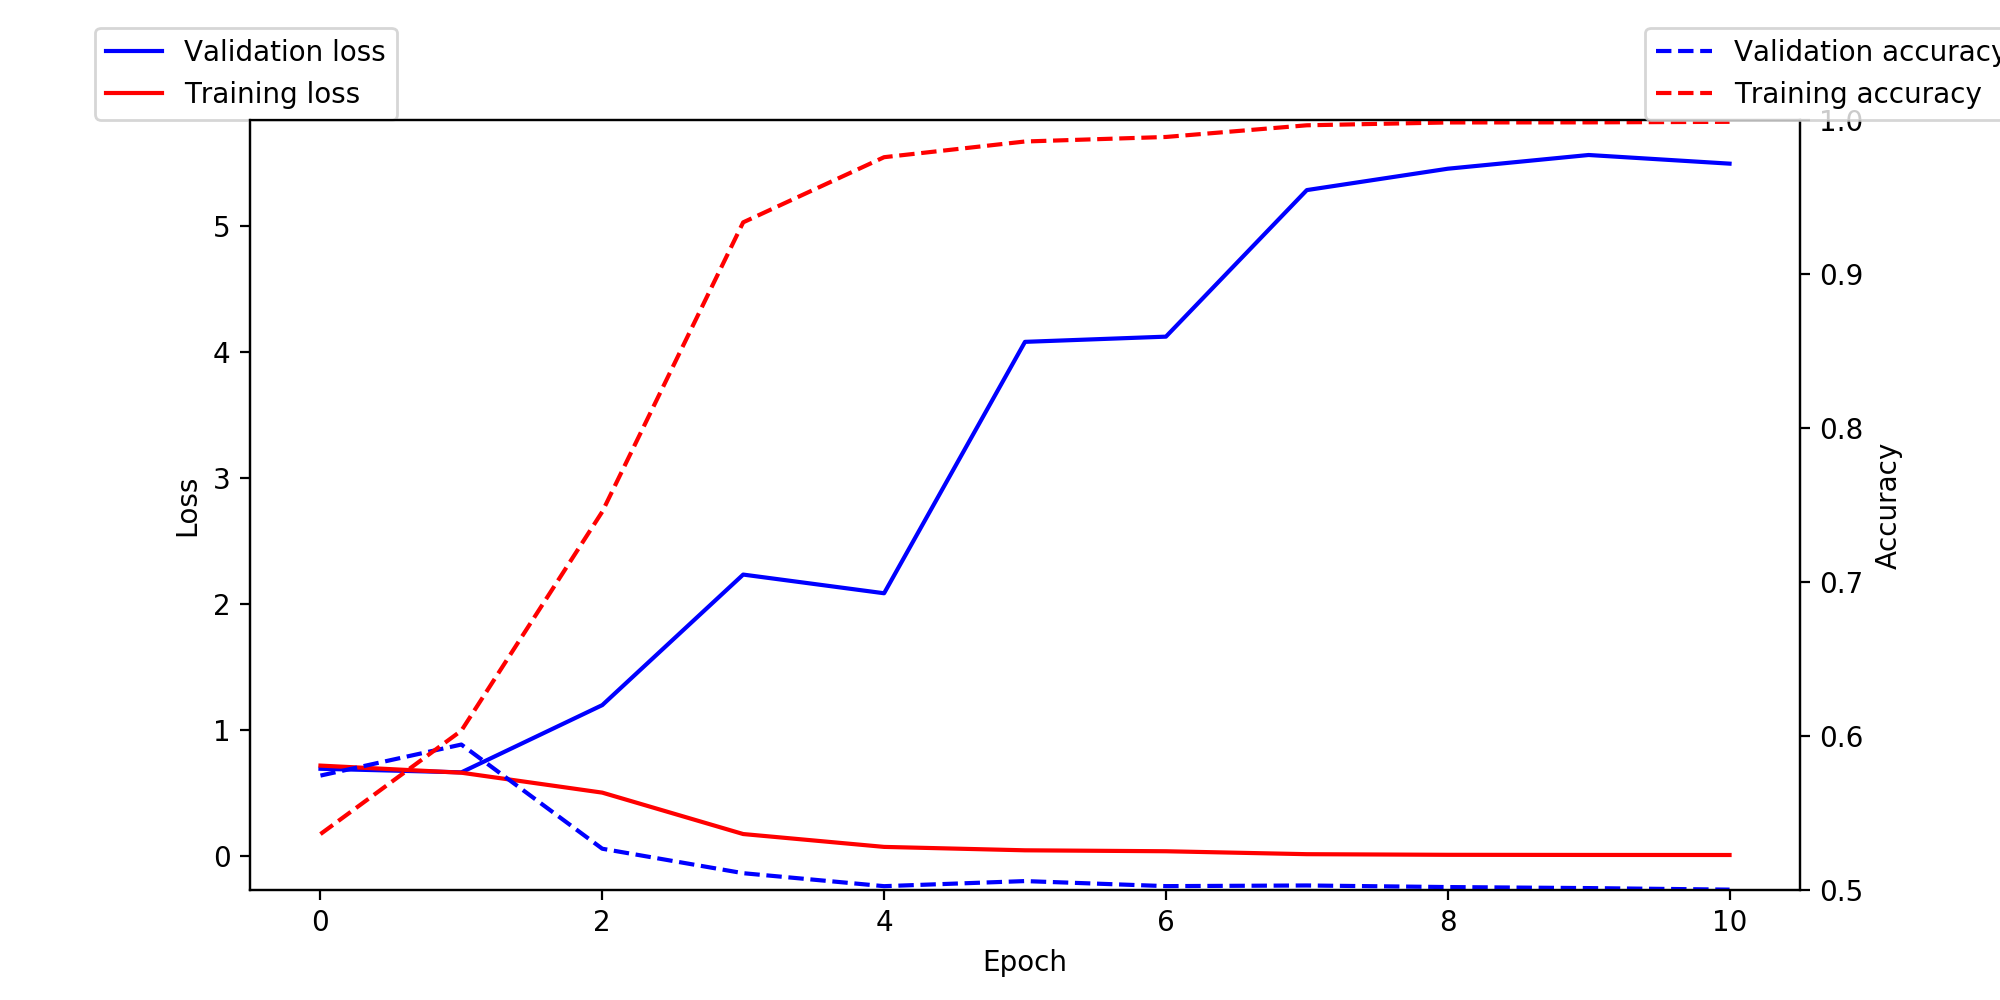 Validation loss
Training loss
Validation accuracy
Training accuracy
5
4
3
2
1
0
Loss
1.0
0.9
0.8
0.7
0.6
0.5
Accuracy
0 2 4 6 8 10
Epoch